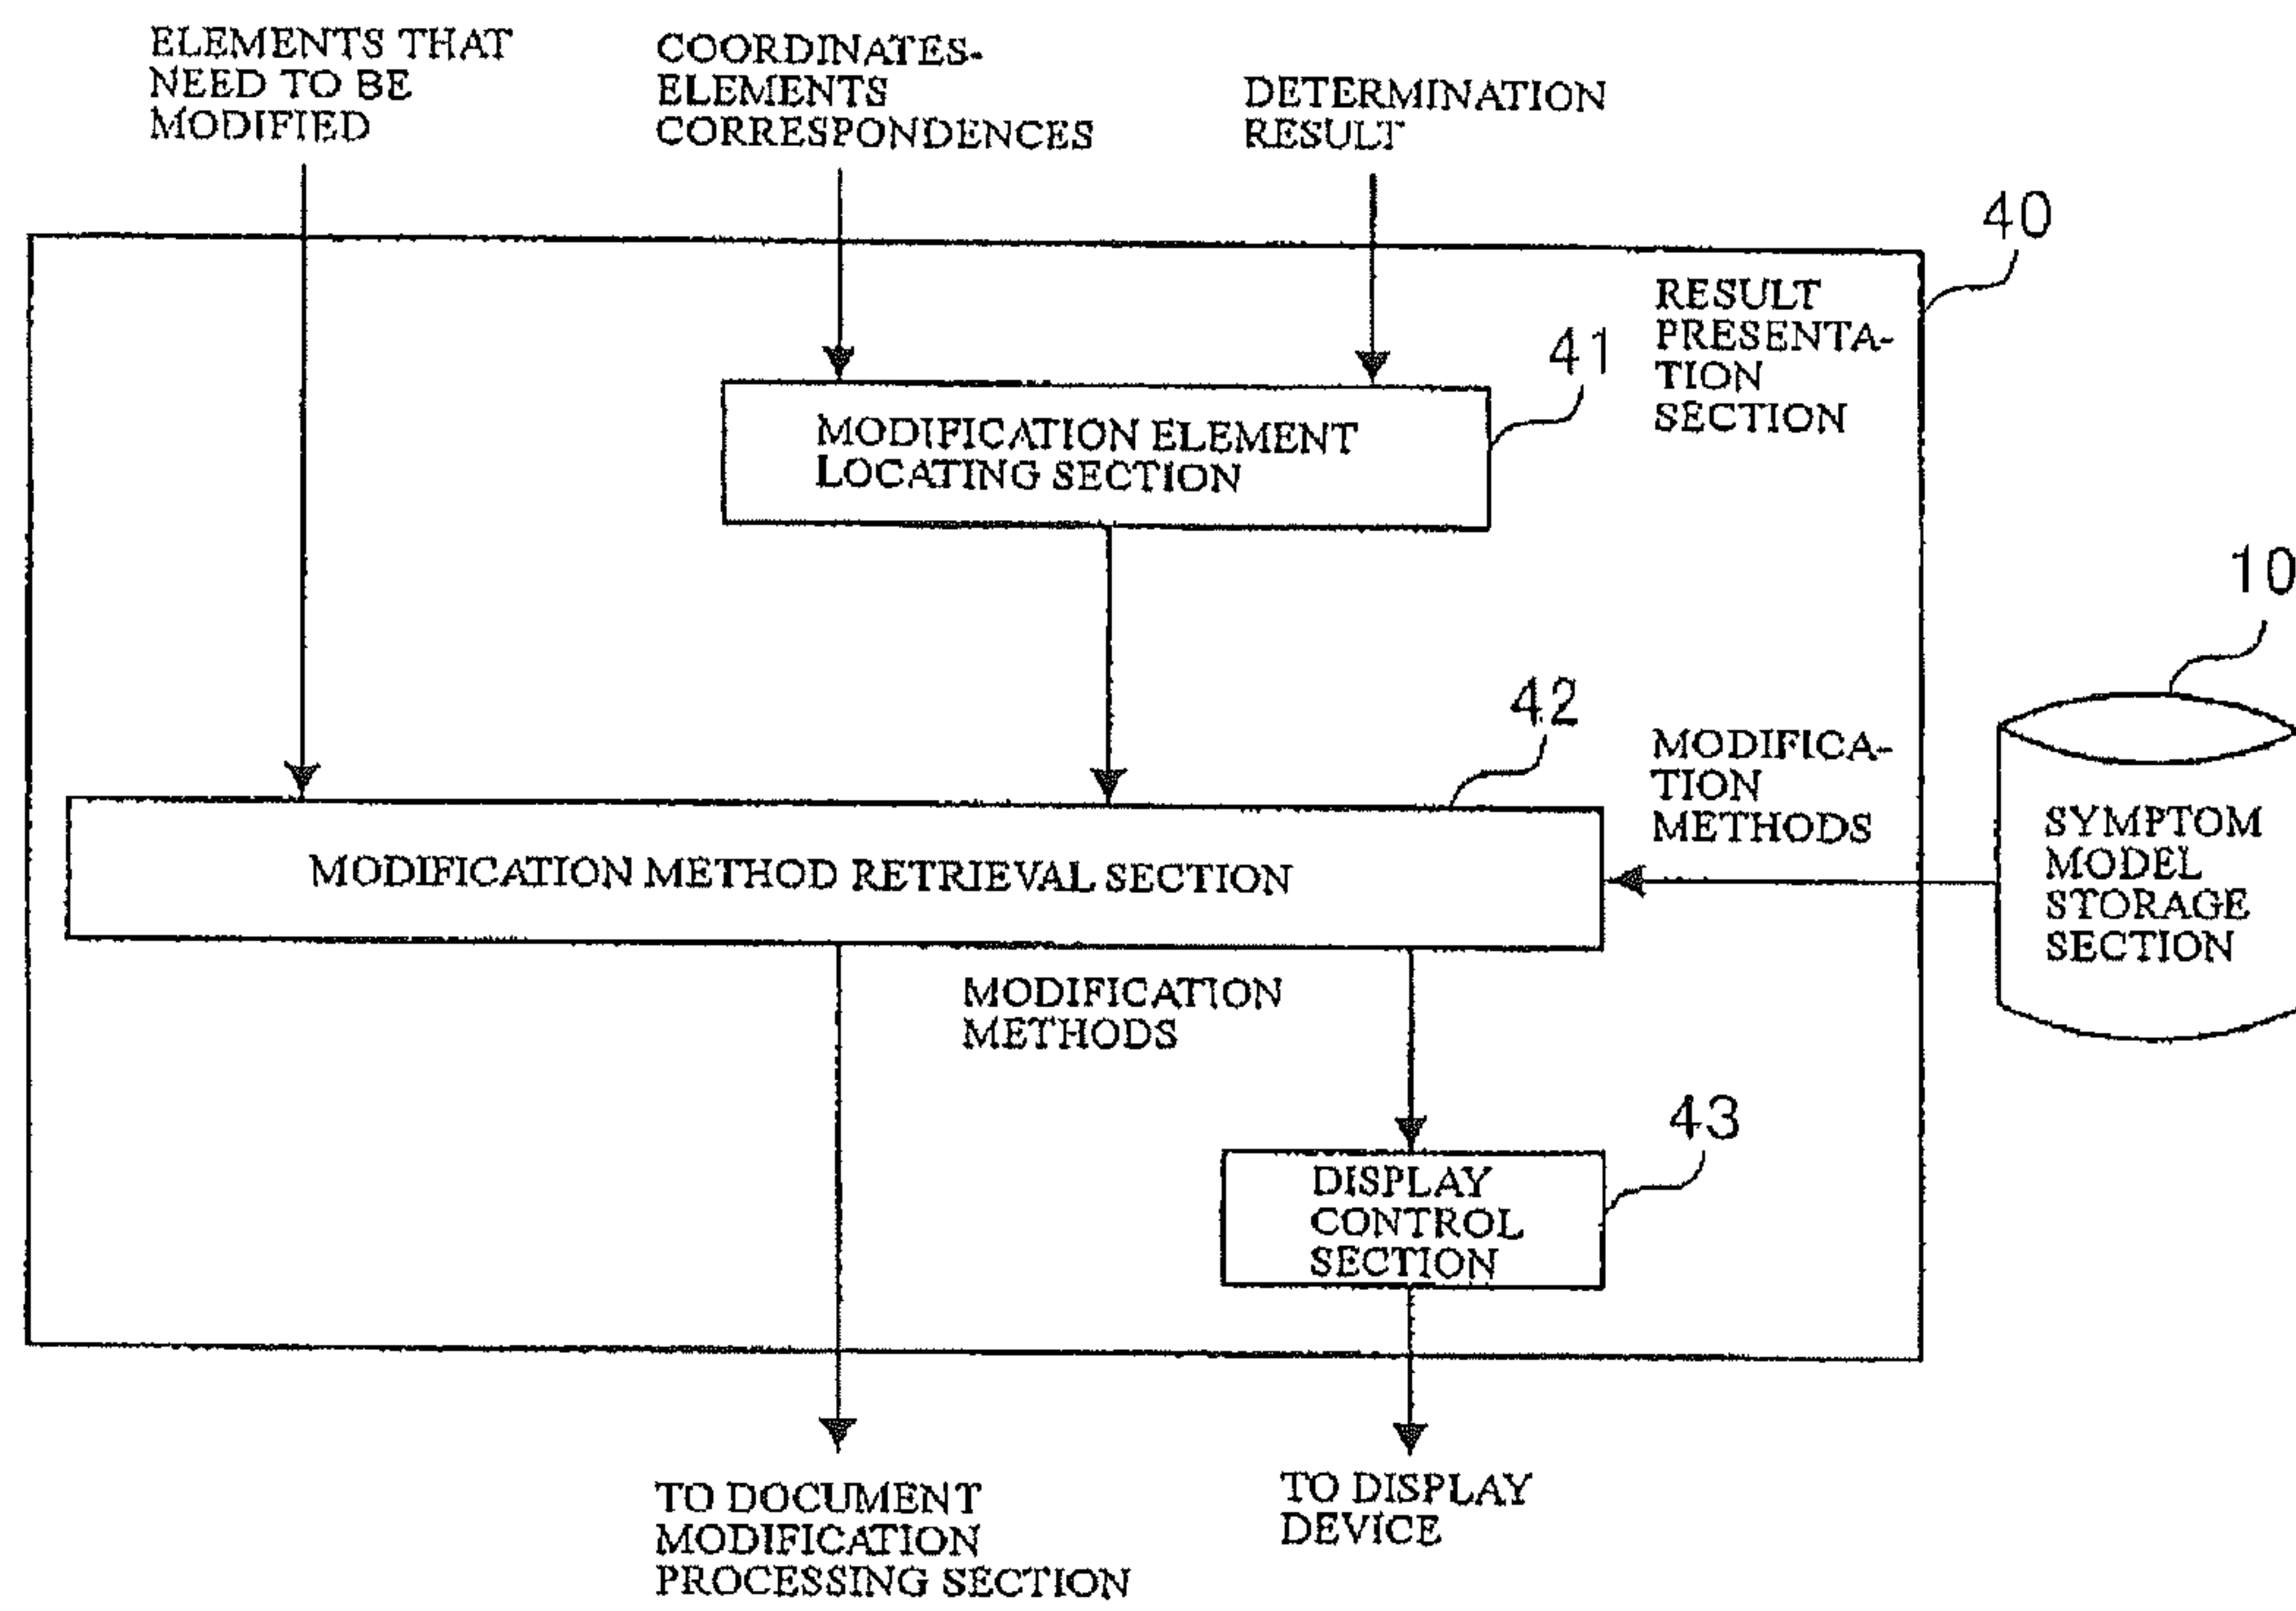 ELEMENTS THAT
NEED TO BE
MODIFIED
COORDINATES-
ELEMENTS
CORRESPONDENCES
DETERMINATION
RESULT
40
RESULT
PRESENTA-
TION
SECTION
41
MODIFICATION ELEMENT
LOCATING SECTION
10
42
MODIFICA-
TION
METHODS
SYMPTOM
MODEL
STORAGE
SECTION
MODIFICATION METHOD RETRIEVAL SECTION
MODIFICATION
METHODS
43
DISPLAY
CONTROL
SECTION
TO DOCUMENT
MODIFICATION
PROCESSING SECTION
TO DISPLAY
DEVICE